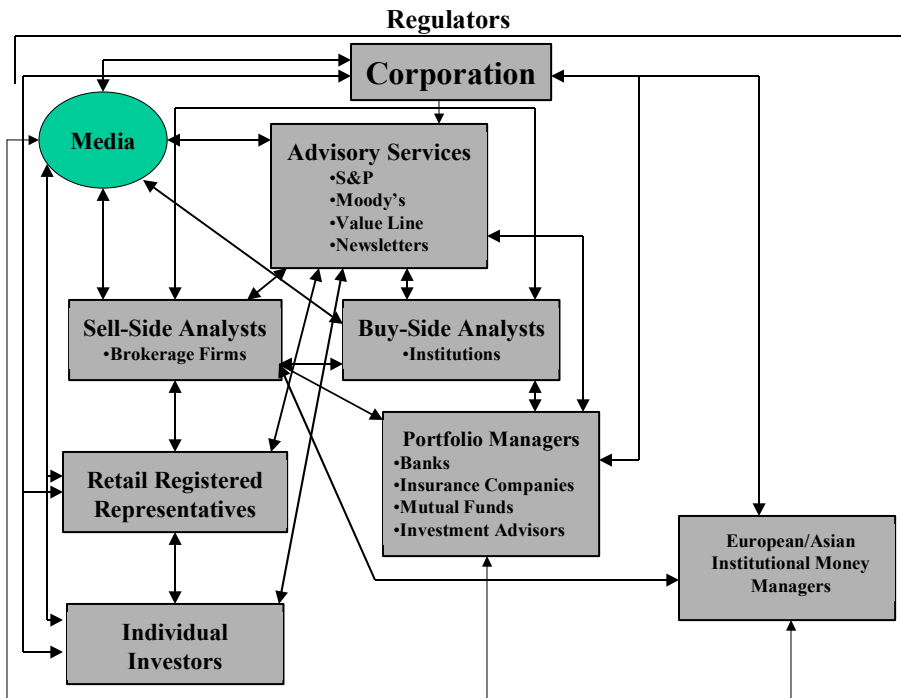 Regulators
Corporation
Media
Advisory Services
•S&P
•Moody’s
•Value Line
•Newsletters
Sell-Side Analysts
•Brokerage Firms
Buy-Side Analysts
•Institutions
Portfolio Managers
•Banks
•Insurance Companies
•Mutual Funds
•Investment Advisors
Retail Registered
Representatives
European/Asian
Institutional Money
Managers
Individual
Investors